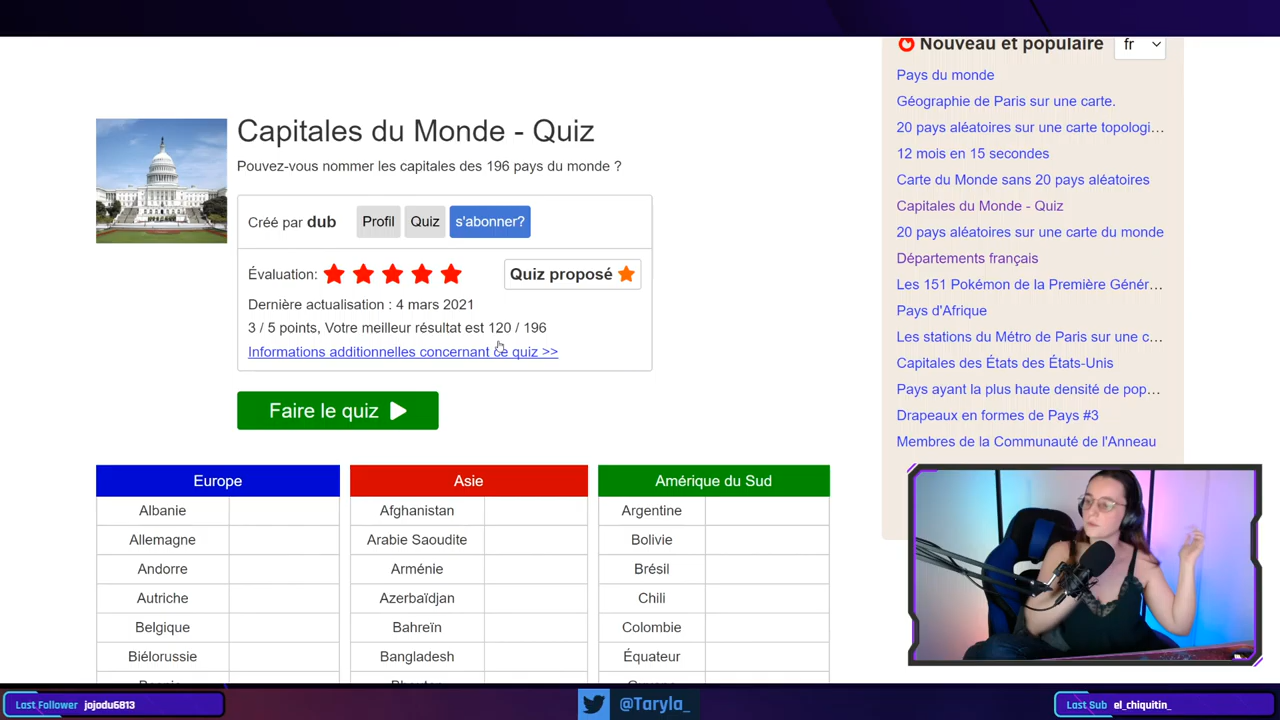 Nouveau et populaire fr
Pays du monde
Géographie de Paris sur une carte.
20 pays aléatoires sur une carte topologi…
12 mois en 15 secondes
Carte du Monde sans 20 pays aléatoires
Capitales du Monde - Quiz
20 pays aléatoires sur une carte du monde
Départements français
Les 151 Pokémon de la Première Génér…
Pays d'Afrique
Les stations du Métro de Paris sur une c…
Capitales des États des États-Unis
Pays ayant la plus haute densité de pop…
Drapeaux en formes de Pays #3
Membres de la Communauté de l'Anneau
Capitales du Monde - Quiz
Pouvez-vous nommer les capitales des 196 pays du monde ?
Créé par dub Profil Quiz s'abonner?
Évaluation: Quiz proposé
Dernière actualisation : 4 mars 2021
3 / 5 points, Votre meilleur résultat est 120 / 196
Informations additionnelles concernant ce quiz >>
Faire le quiz
Europe Asie Amérique du Sud
Albanie Afghanistan Argentine
Allemagne Arabie Saoudite Bolivie
Andorre Arménie Brésil
Autriche Azerbaïdjan Chili
Belgique Bahreïn Colombie
Biélorussie Bangladesh Équateur
Last Follower jojodu6813
@Taryla_
Last Sub el_chiquitin_